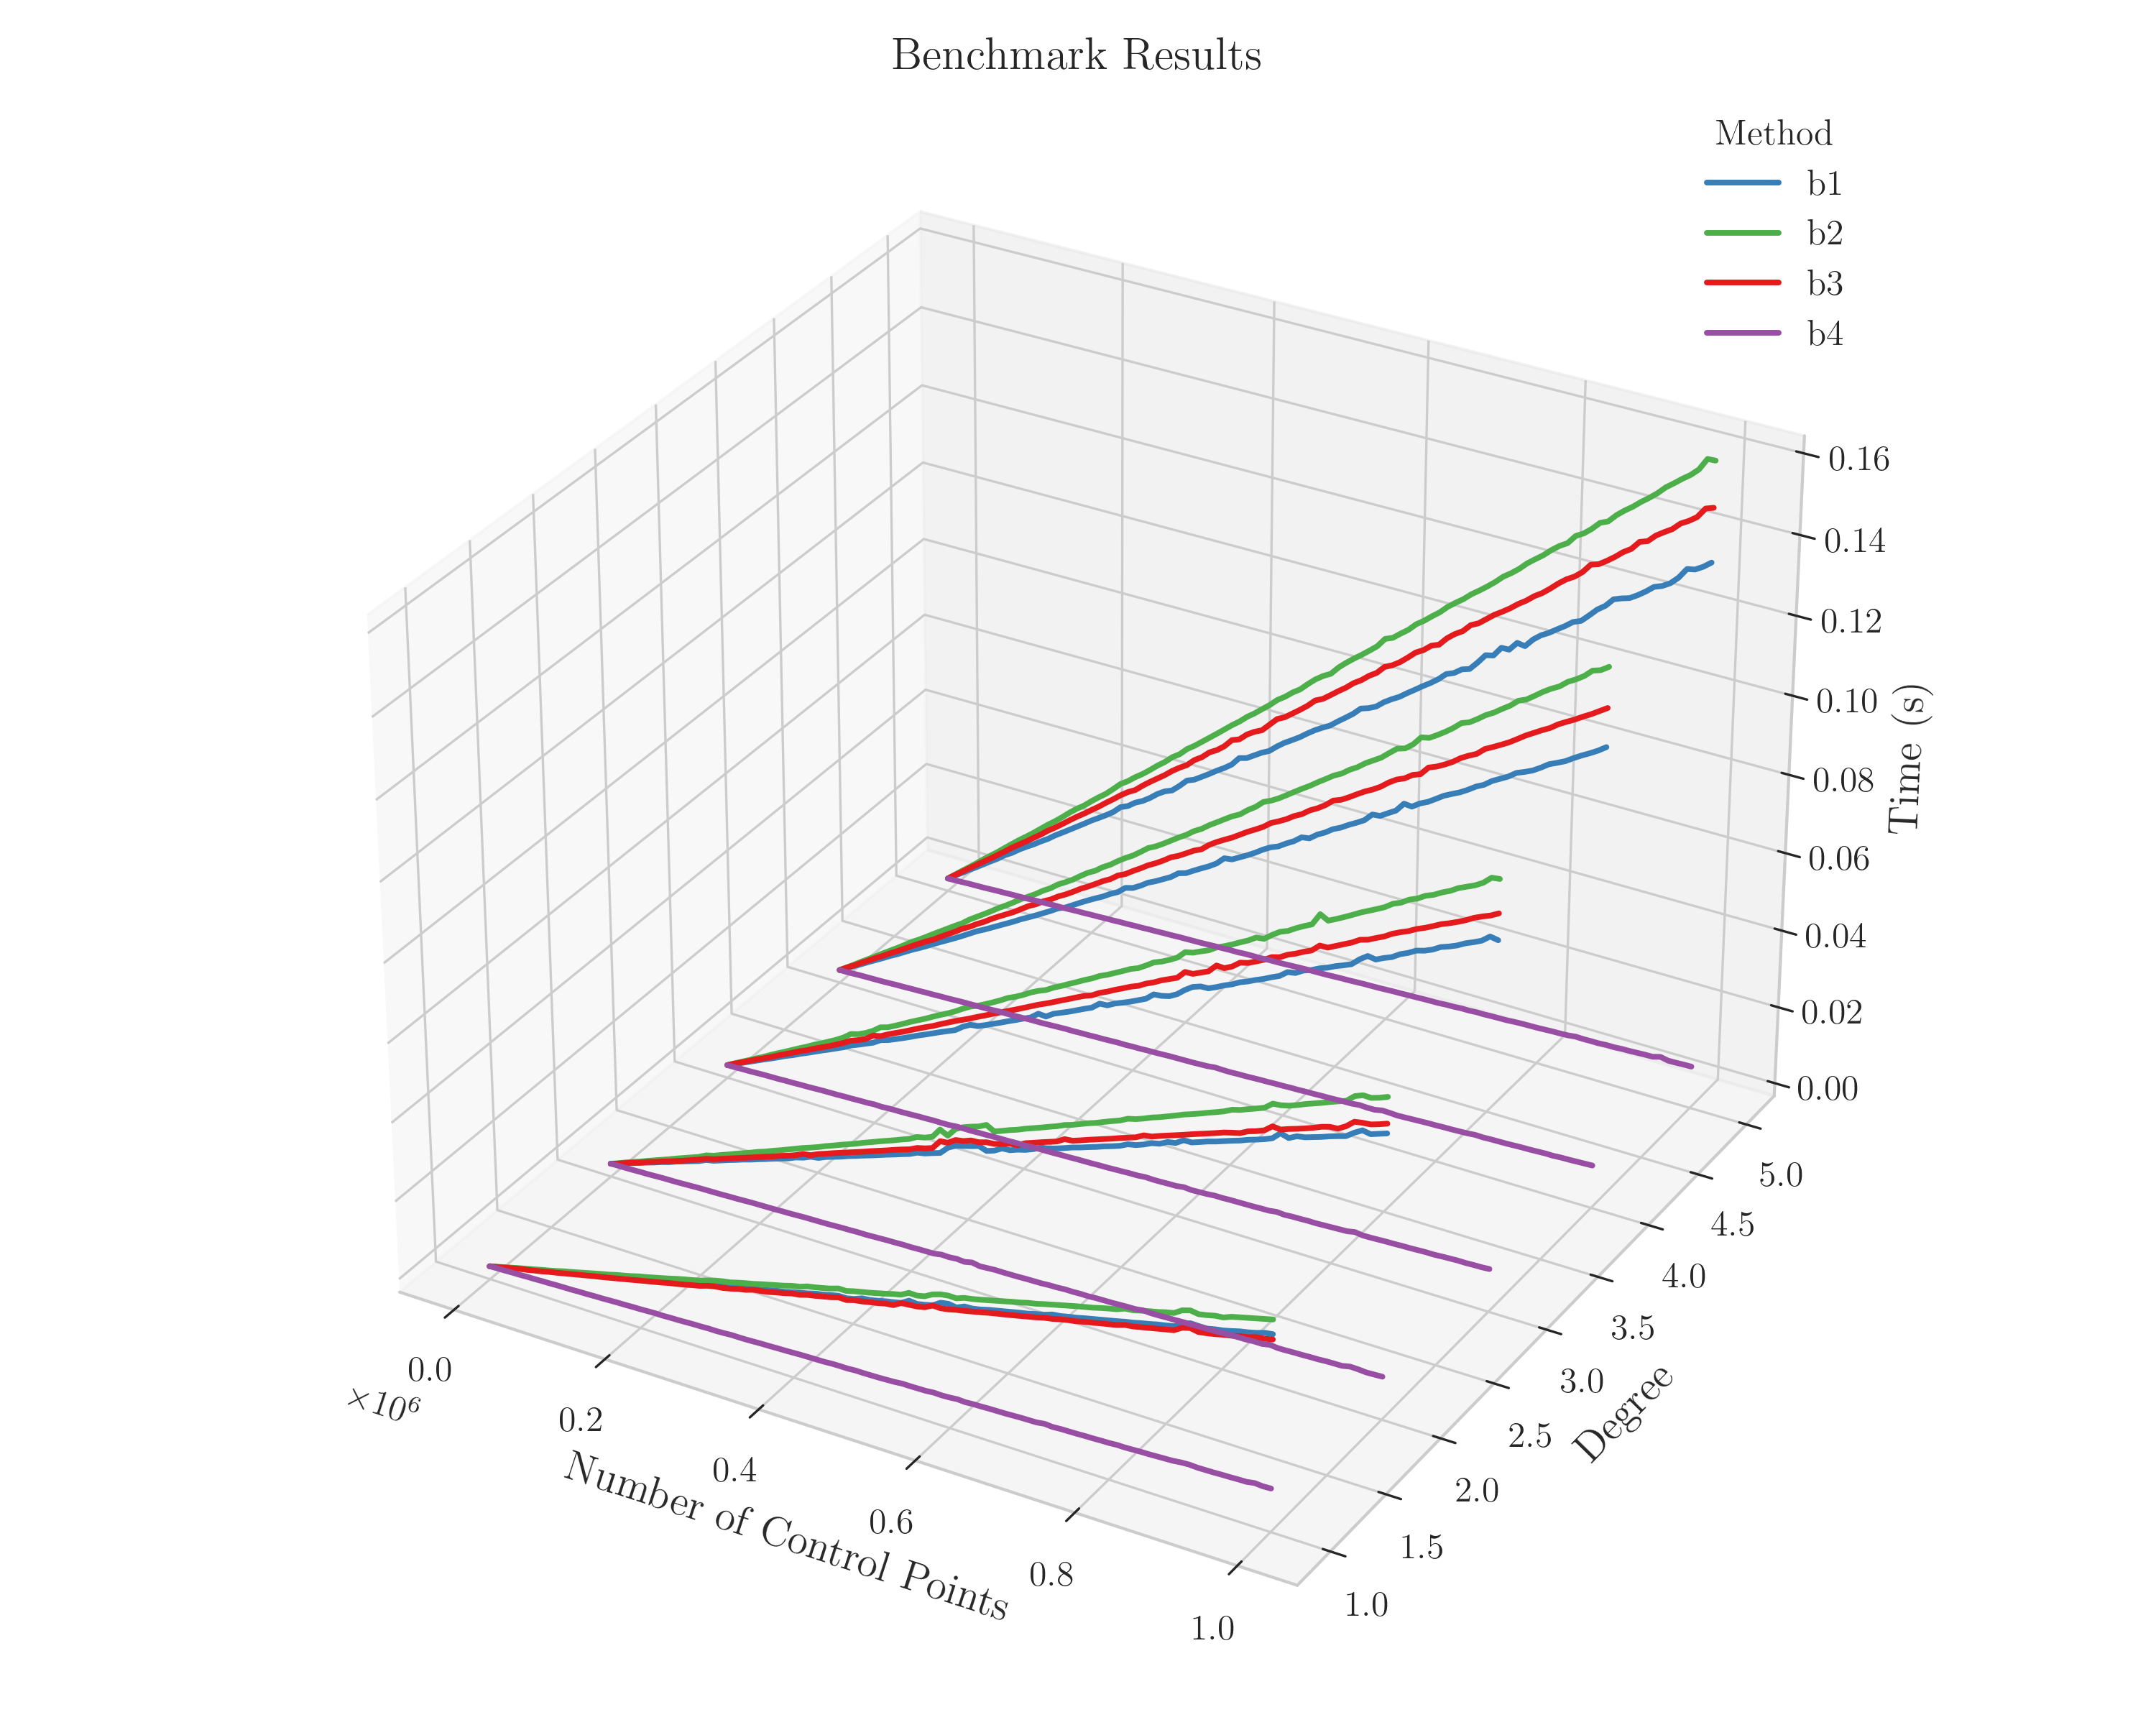 Benchmark Results
Method
b1
b2
b3
b4
0.16
0.14
0.12
0.10
0.08
0.06
0.04
0.02
0.00
Time (s)
5.0
4.5
4.0
3.5
3.0
2.5
2.0
1.5
1.0
Degree
0.0
0.2
0.4
0.6
0.8
1.0
×10⁶
Number of Control Points